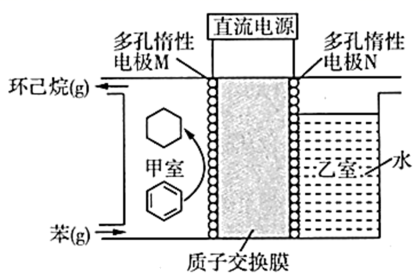 直流电源
多孔惰性
电极M
多孔惰性
电极N
环己烷(g)
甲室
乙室
水
苯(g)
质子交换膜